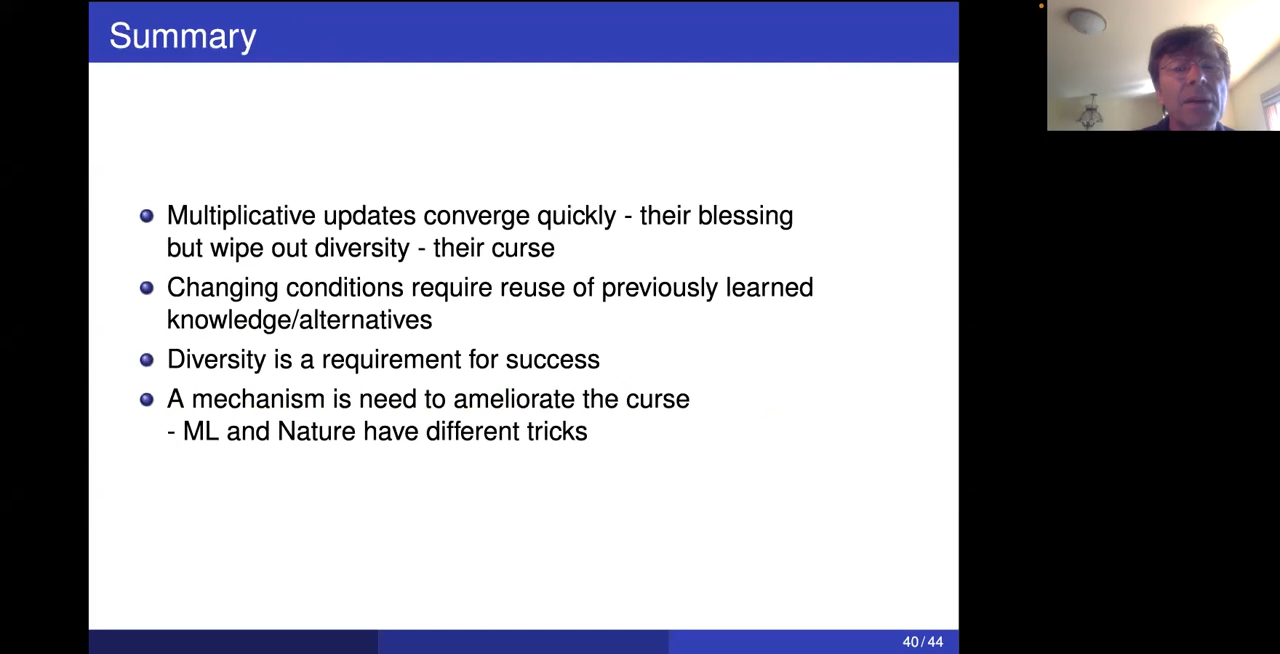 Summary
Multiplicative updates converge quickly - their blessing
but wipe out diversity - their curse
Changing conditions require reuse of previously learned
knowledge/alternatives
Diversity is a requirement for success
A mechanism is need to ameliorate the curse
- ML and Nature have different tricks
40 / 44